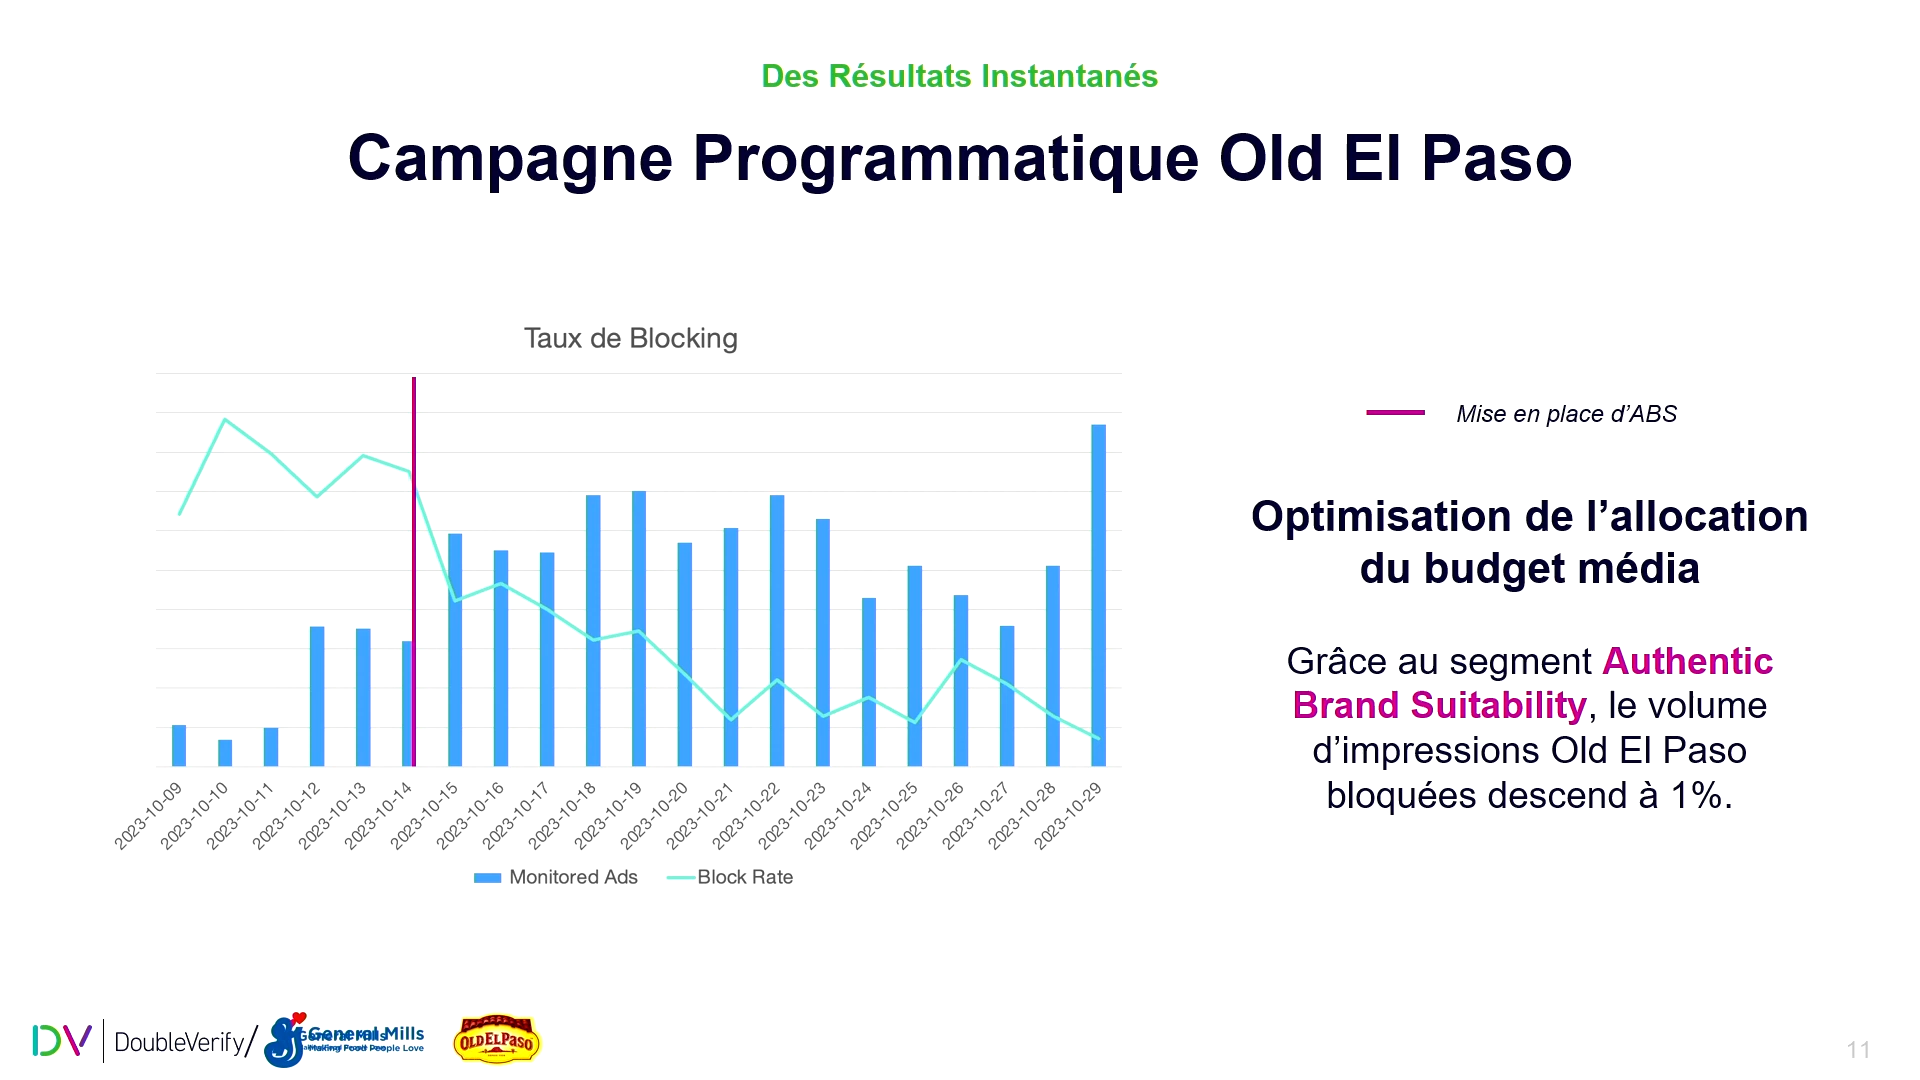 Des Résultats Instantanés
Campagne Programmatique Old El Paso
Taux de Blocking
2023-10-09
2023-10-10
2023-10-11
2023-10-12
2023-10-13
2023-10-14
2023-10-15
2023-10-16
2023-10-17
2023-10-18
2023-10-19
2023-10-20
2023-10-21
2023-10-22
2023-10-23
2023-10-24
2023-10-25
2023-10-26
2023-10-27
2023-10-28
2023-10-29
Monitored Ads
Block Rate
Mise en place d’ABS
Optimisation de l’allocation
du budget média
Grâce au segment Authentic
Brand Suitability, le volume
d’impressions Old El Paso
bloquées descend à 1%.
DV DoubleVerify/
General Mills
Making Food People Love
OLD EL PASO
11